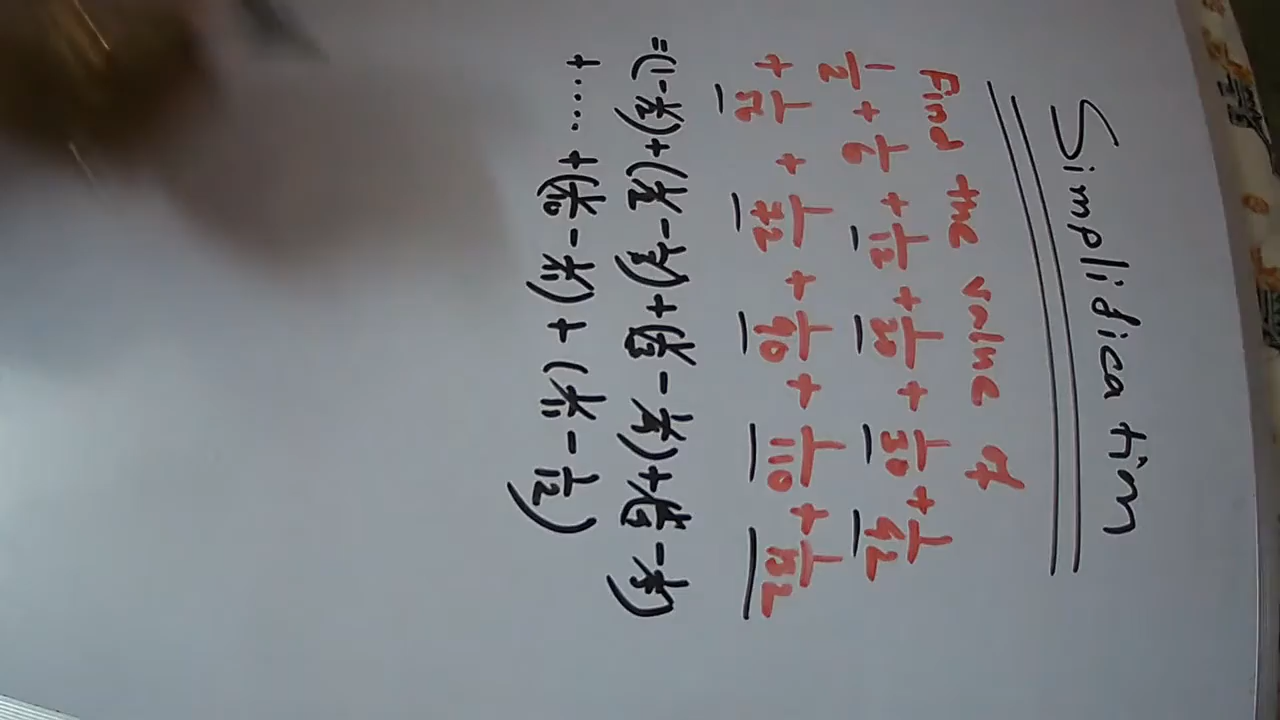 Simplification
Find the value of
1/2 + 1/6 + 1/12 + 1/20 + 1/30 + 1/42
+ 1/56 + 1/72 + 1/90 + 1/110 + 1/132
= (1 - 1/2) + (1/2 - 1/3) + (1/3 - 1/4) + (1/4 - 1/5)
+ ..... + (1/10 - 1/11) + (1/11 - 1/12)